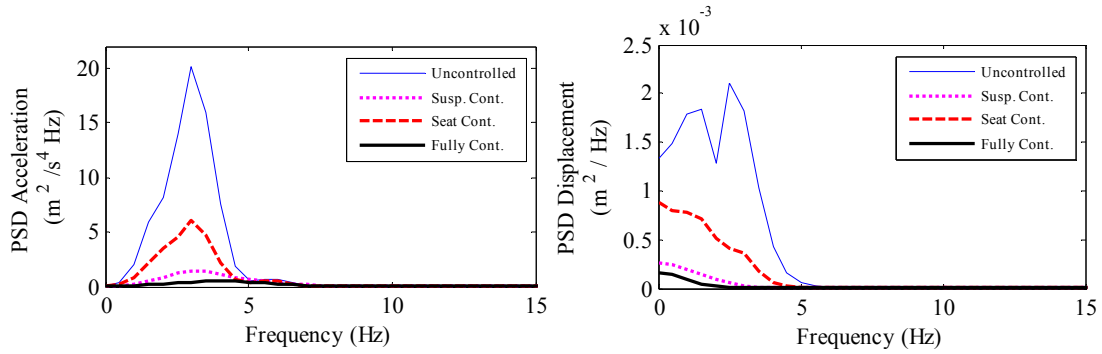 PSD Acceleration
(m ² /s⁴ Hz)
20
15
10
5
0
0 5 10 15
Frequency (Hz)
Uncontrolled
Susp. Cont.
Seat Cont.
Fully Cont.
x 10⁻³
PSD Displacement
(m ² / Hz)
2.5
2
1.5
1
0.5
0
0 5 10 15
Frequency (Hz)
Uncontrolled
Susp. Cont.
Seat Cont.
Fully Cont.